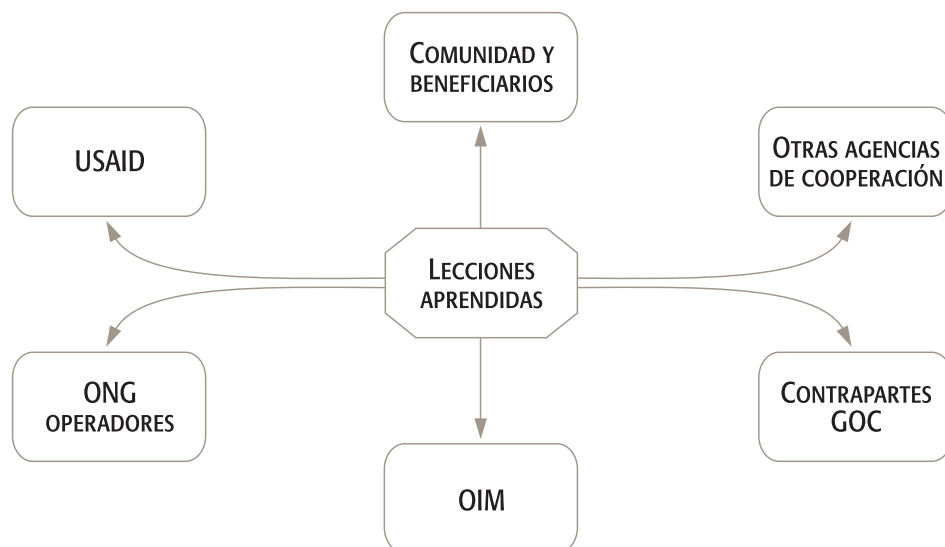 COMUNIDAD Y
BENEFICIARIOS
USAID
OTRAS AGENCIAS
DE COOPERACIÓN
LECCIONES
APRENDIDAS
ONG
OPERADORES
CONTRAPARTES
GOC
OIM